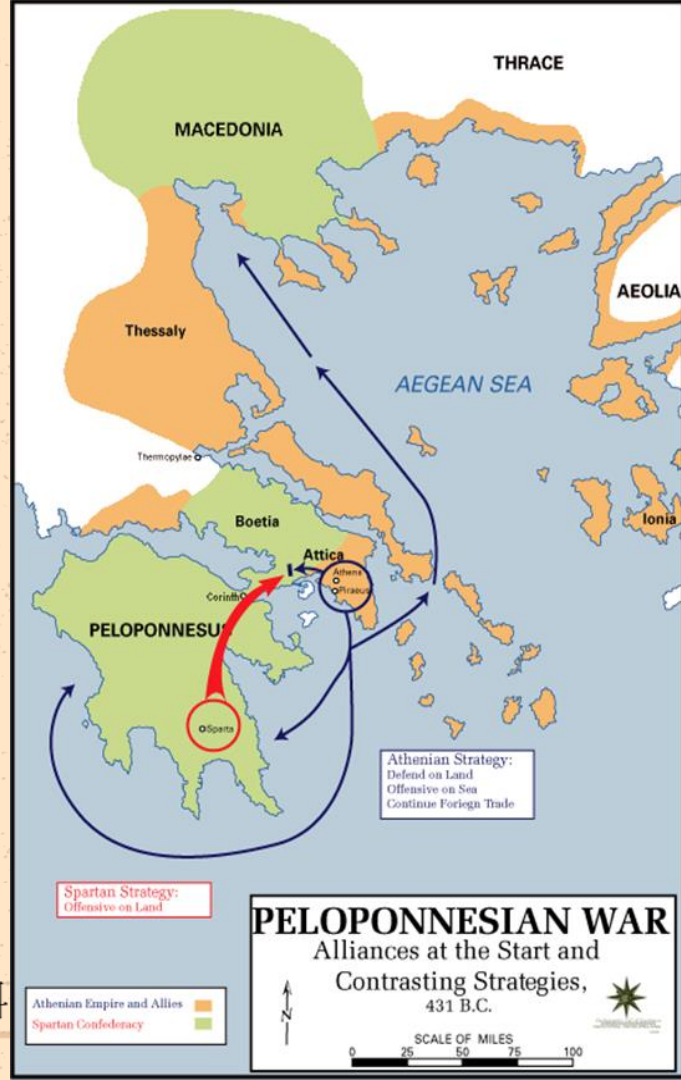 THRACE
MACEDONIA
AEOLIA
Thessaly
AEGEAN SEA
Thermopylae
Ionia
Boetia
Attica
Athens
Piraeus
Corinth
PELOPONNESUS
Sparta
Athenian Strategy:
Defend on Land
Offensive on Sea
Continue Foriegn Trade
Spartan Strategy:
Offensive on Land
PELOPONNESIAN WAR
Alliances at the Start and
Contrasting Strategies,
431 B.C.
N
SCALE OF MILES
0 25 50 75 100
Athenian Empire and Allies
Spartan Confederacy